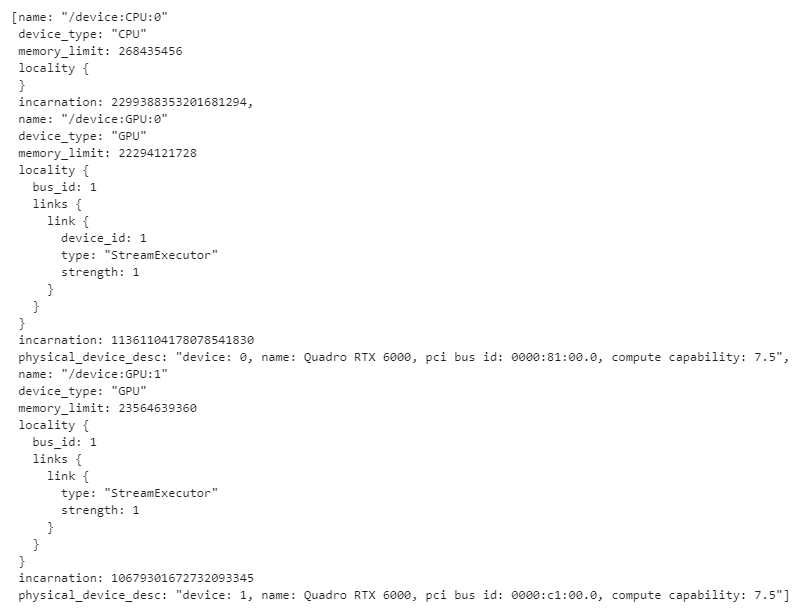 [name: "/device:CPU:0"
device_type: "CPU"
memory_limit: 268435456
locality {
}
incarnation: 2299388353201681294,
name: "/device:GPU:0"
device_type: "GPU"
memory_limit: 22294121728
locality {
bus_id: 1
links {
link {
device_id: 1
type: "StreamExecutor"
strength: 1
}
}
}
incarnation: 11361104178078541830
physical_device_desc: "device: 0, name: Quadro RTX 6000, pci bus id: 0000:81:00.0, compute capability: 7.5",
name: "/device:GPU:1"
device_type: "GPU"
memory_limit: 23564639360
locality {
bus_id: 1
links {
link {
type: "StreamExecutor"
strength: 1
}
}
}
incarnation: 10679301672732093345
physical_device_desc: "device: 1, name: Quadro RTX 6000, pci bus id: 0000:c1:00.0, compute capability: 7.5"]